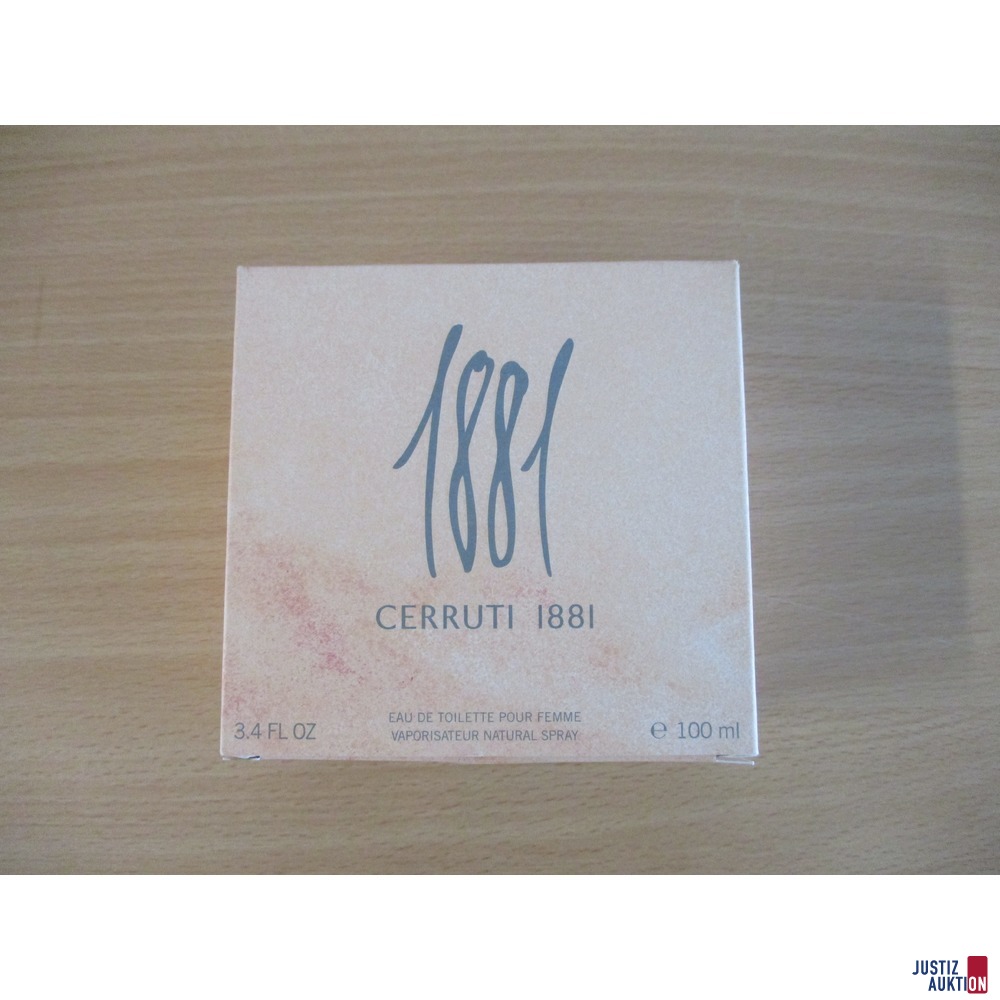 1881
CERRUTI 1881
EAU DE TOILETTE POUR FEMME
VAPORISATEUR NATURAL SPRAY
3.4 FL OZ
℮ 100 ml
JUSTIZ
AUKTION